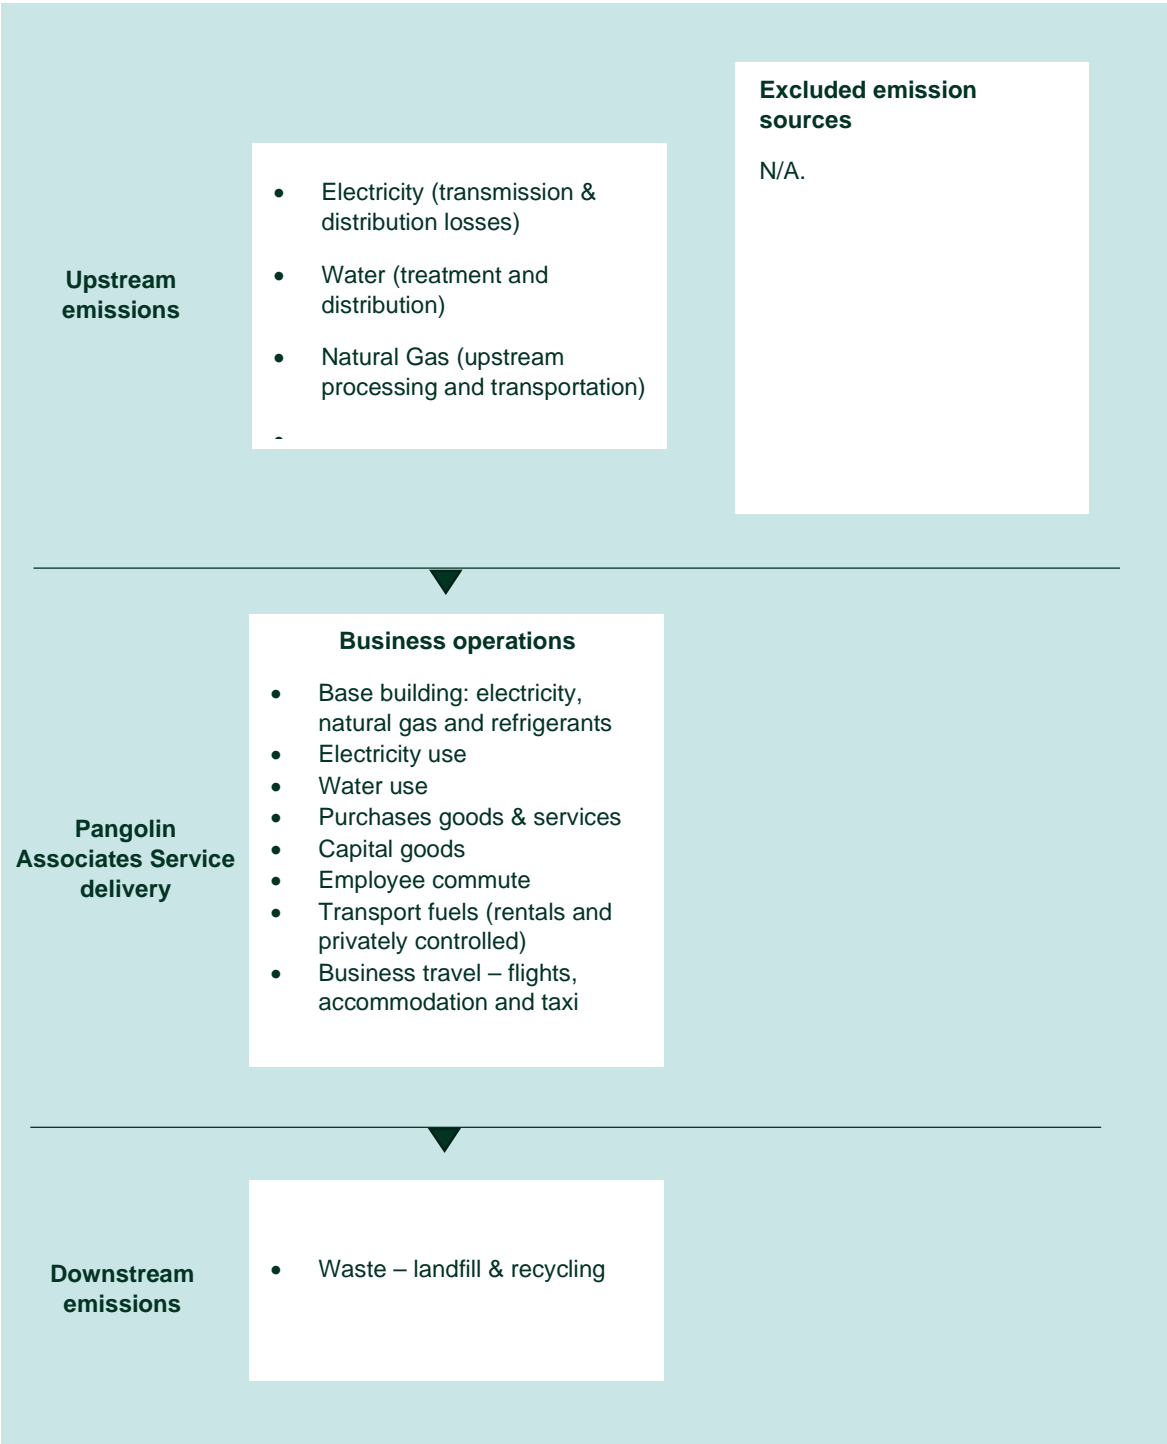 Excluded emission
sources
N/A.
Upstream
emissions
• Electricity (transmission &
distribution losses)
• Water (treatment and
distribution)
• Natural Gas (upstream
processing and transportation)
•
Pangolin
Associates Service
delivery
Business operations
• Base building: electricity,
natural gas and refrigerants
• Electricity use
• Water use
• Purchases goods & services
• Capital goods
• Employee commute
• Transport fuels (rentals and
privately controlled)
• Business travel – flights,
accommodation and taxi
Downstream
emissions
• Waste – landfill & recycling